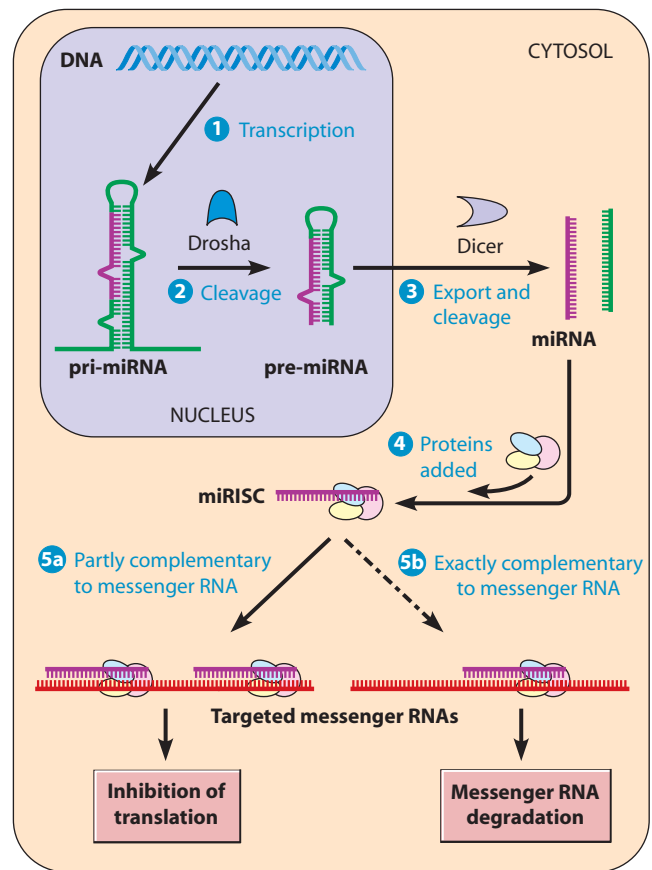 DNA
CYTOSOL
1 Transcription
Drosha
Dicer
2 Cleavage
3 Export and
cleavage
miRNA
pri-miRNA
pre-miRNA
NUCLEUS
4 Proteins
added
miRISC
5a Partly complementary
to messenger RNA
5b Exactly complementary
to messenger RNA
Targeted messenger RNAs
Inhibition of
translation
Messenger RNA
degradation